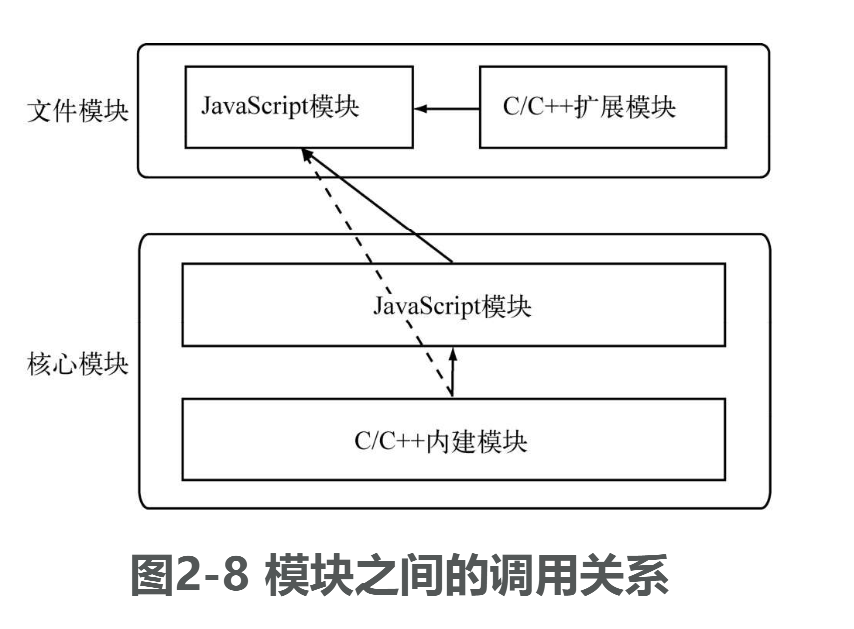 文件模块
JavaScript模块
C/C++扩展模块
核心模块
JavaScript模块
C/C++内建模块
图2-8 模块之间的调用关系